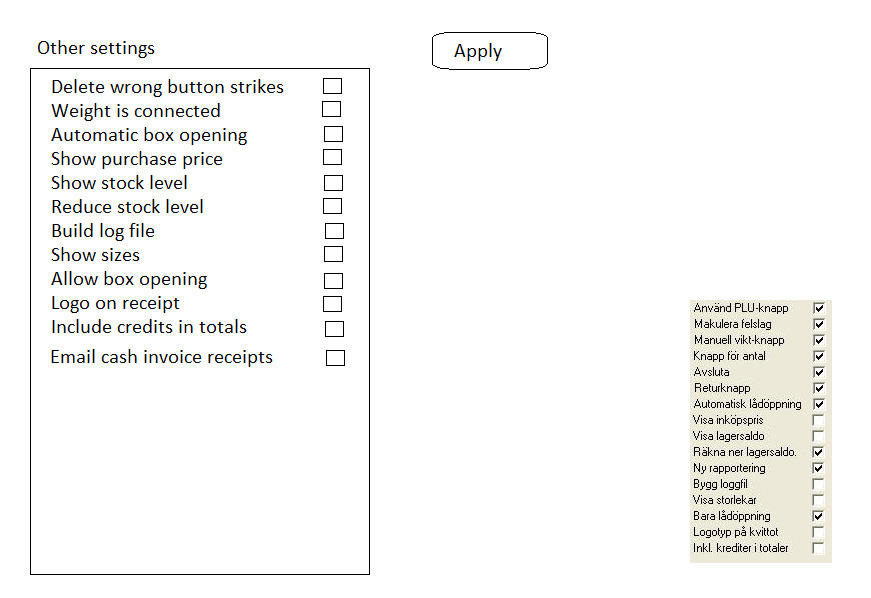 Other settings
Apply
Delete wrong button strikes
Weight is connected
Automatic box opening
Show purchase price
Show stock level
Reduce stock level
Build log file
Show sizes
Allow box opening
Logo on receipt
Include credits in totals
Email cash invoice receipts
Använd PLU-knapp
Makulera felslag
Manuell vikt-knapp
Knapp för antal
Avsluta
Returknapp
Automatisk lådöppning
Visa inköpspris
Visa lagersaldo
Räkna ner lagersaldo.
Ny rapportering
Bygg loggfil
Visa storlekar
Bara lådöppning
Logotyp på kvittot
Inkl. krediter i totaler